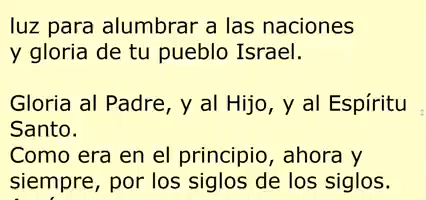 luz para alumbrar a las naciones
y gloria de tu pueblo Israel.
Gloria al Padre, y al Hijo, y al Espíritu
Santo.
Como era en el principio, ahora y
siempre, por los siglos de los siglos.